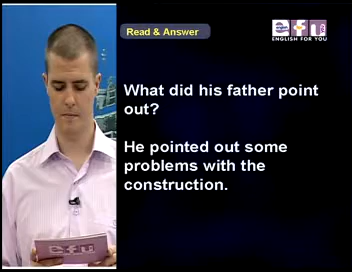 Read & Answer
efu
ENGLISH FOR YOU
What did his father point
out?
He pointed out some
problems with the
construction.